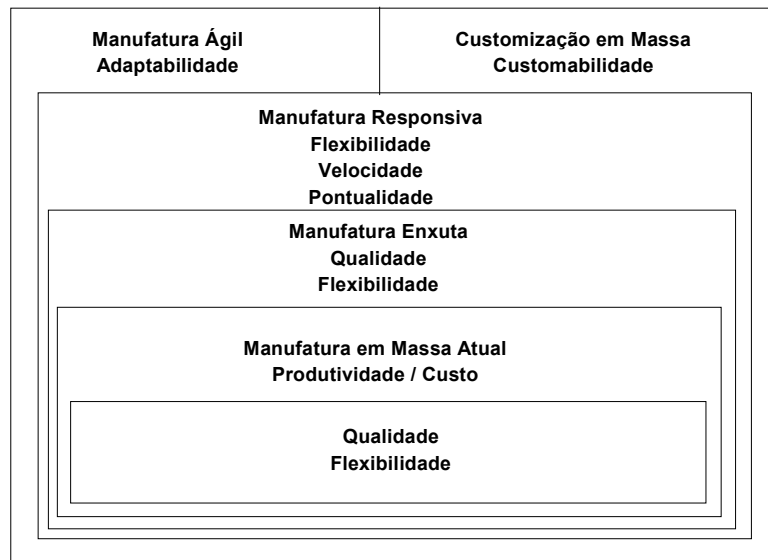 Manufatura Ágil
Adaptabilidade
Customização em Massa
Customabilidade
Manufatura Responsiva
Flexibilidade
Velocidade
Pontualidade
Manufatura Enxuta
Qualidade
Flexibilidade
Manufatura em Massa Atual
Produtividade / Custo
Qualidade
Flexibilidade